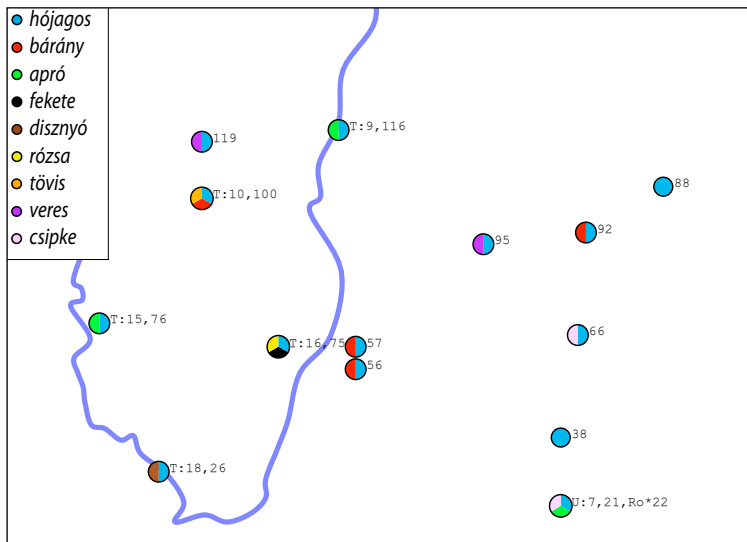 hójagos
bárány
apró
fekete
disznyó
rózsa
tövis
veres
csipke
T:9,116
119
88
T:10,100
92
95
T:15,76
66
T:16,75
57
56
38
T:18,26
U:7,21,Ro*22